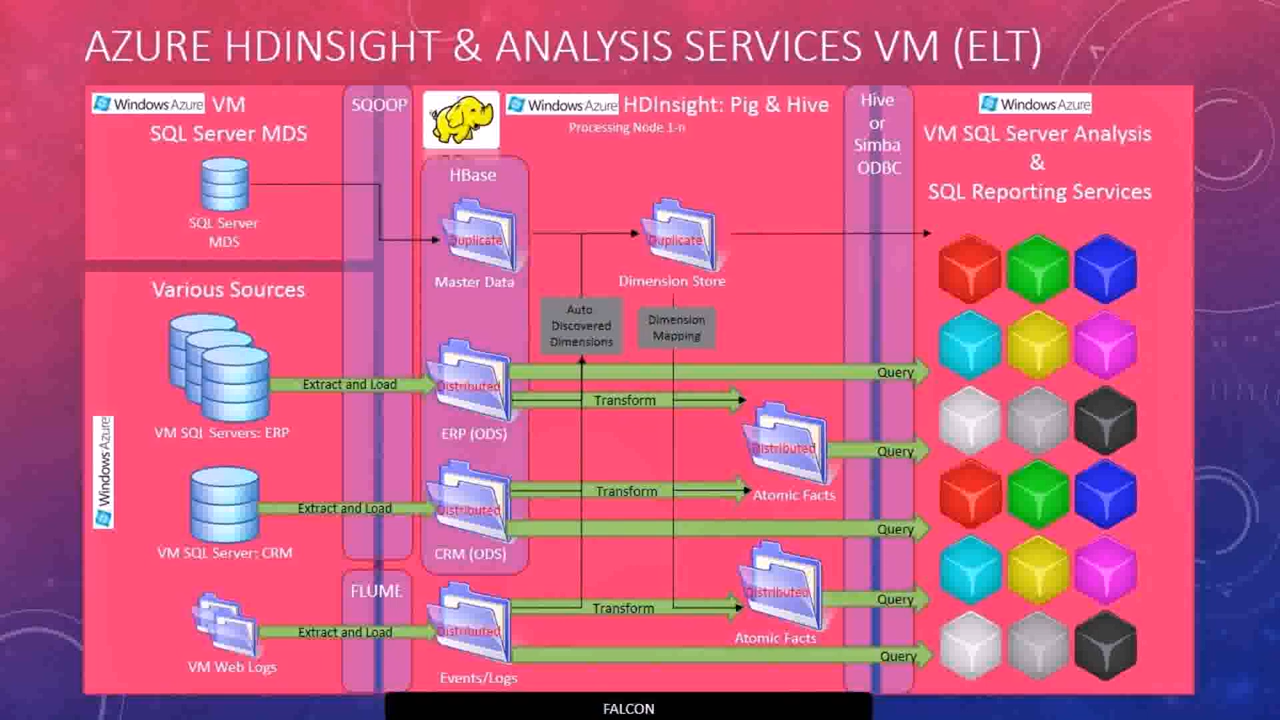 AZURE HDINSIGHT & ANALYSIS SERVICES VM (ELT)
Windows Azure VM
SQL Server MDS
SQL Server
MDS
Various Sources
VM SQL Servers: ERP
Windows Azure
VM SQL Server: CRM
VM Web Logs
SQOOP
Extract and Load
Extract and Load
FLUME
Extract and Load
Windows Azure HDInsight: Pig & Hive
Processing Node 1-n
HBase
Duplicate
Master Data
Duplicate
Dimension Store
Auto
Discovered
Dimensions
Dimension
Mapping
Distributed
ERP (ODS)
Transform
Distributed
Atomic Facts
Distributed
CRM (ODS)
Transform
Distributed
Atomic Facts
Distributed
Events/Logs
Transform
Hive
or
Simba
ODBC
Query
Query
Query
Query
Query
Windows Azure
VM SQL Server Analysis
&
SQL Reporting Services
FALCON